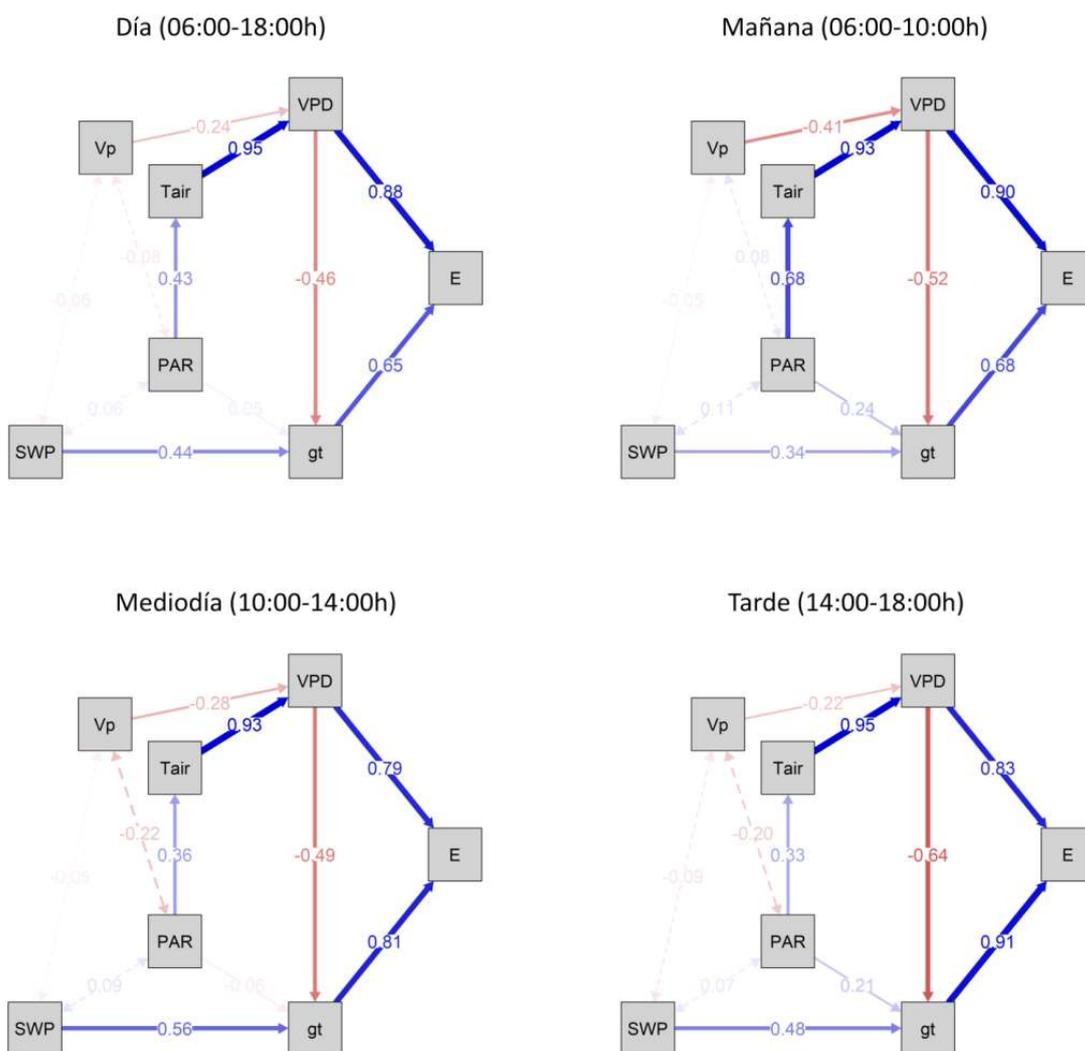 Día (06:00-18:00h)
VPD
Vp
-0.24
0.95
Tair
0.88
-0.08
0.43
-0.46
E
-0.06
PAR
0.65
0.06
0.05
SWP
0.44
gt
Mañana (06:00-10:00h)
VPD
Vp
-0.41
0.93
Tair
0.90
0.08
0.68
-0.52
E
-0.05
PAR
0.68
0.11
0.24
SWP
0.34
gt
Mediodía (10:00-14:00h)
VPD
Vp
-0.28
0.93
Tair
0.79
-0.22
0.36
-0.49
E
-0.05
PAR
0.81
0.09
-0.06
SWP
0.56
gt
Tarde (14:00-18:00h)
VPD
Vp
-0.22
0.95
Tair
0.83
-0.20
0.33
-0.64
E
-0.09
PAR
0.91
0.07
0.21
SWP
0.48
gt